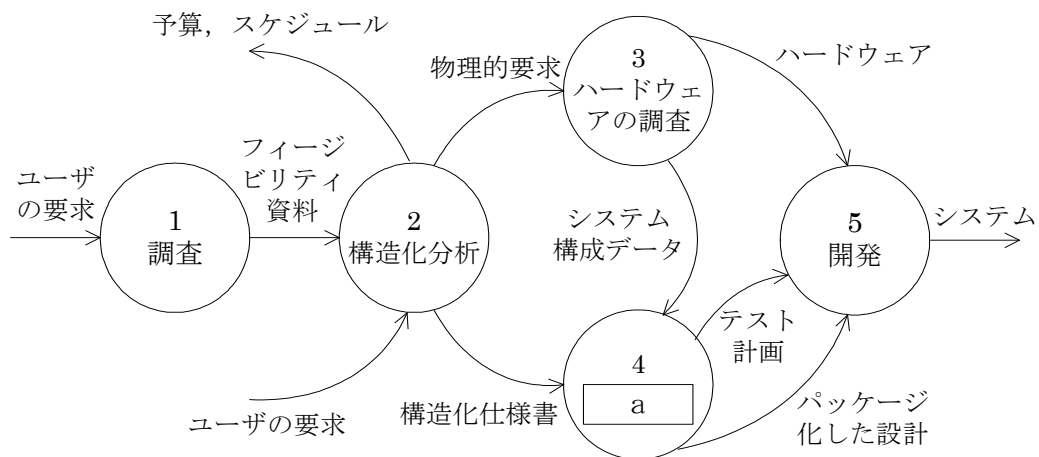 予算，スケジュール
物理的要求
3
ハードウェ
アの調査
ハードウェア
ユーザ
の要求
1
調査
フィージ
ビリティ
資料
2
構造化分析
システム
構成データ
5
開発
システム
ユーザの要求
構造化仕様書
4
a
テスト
計画
パッケージ
化した設計